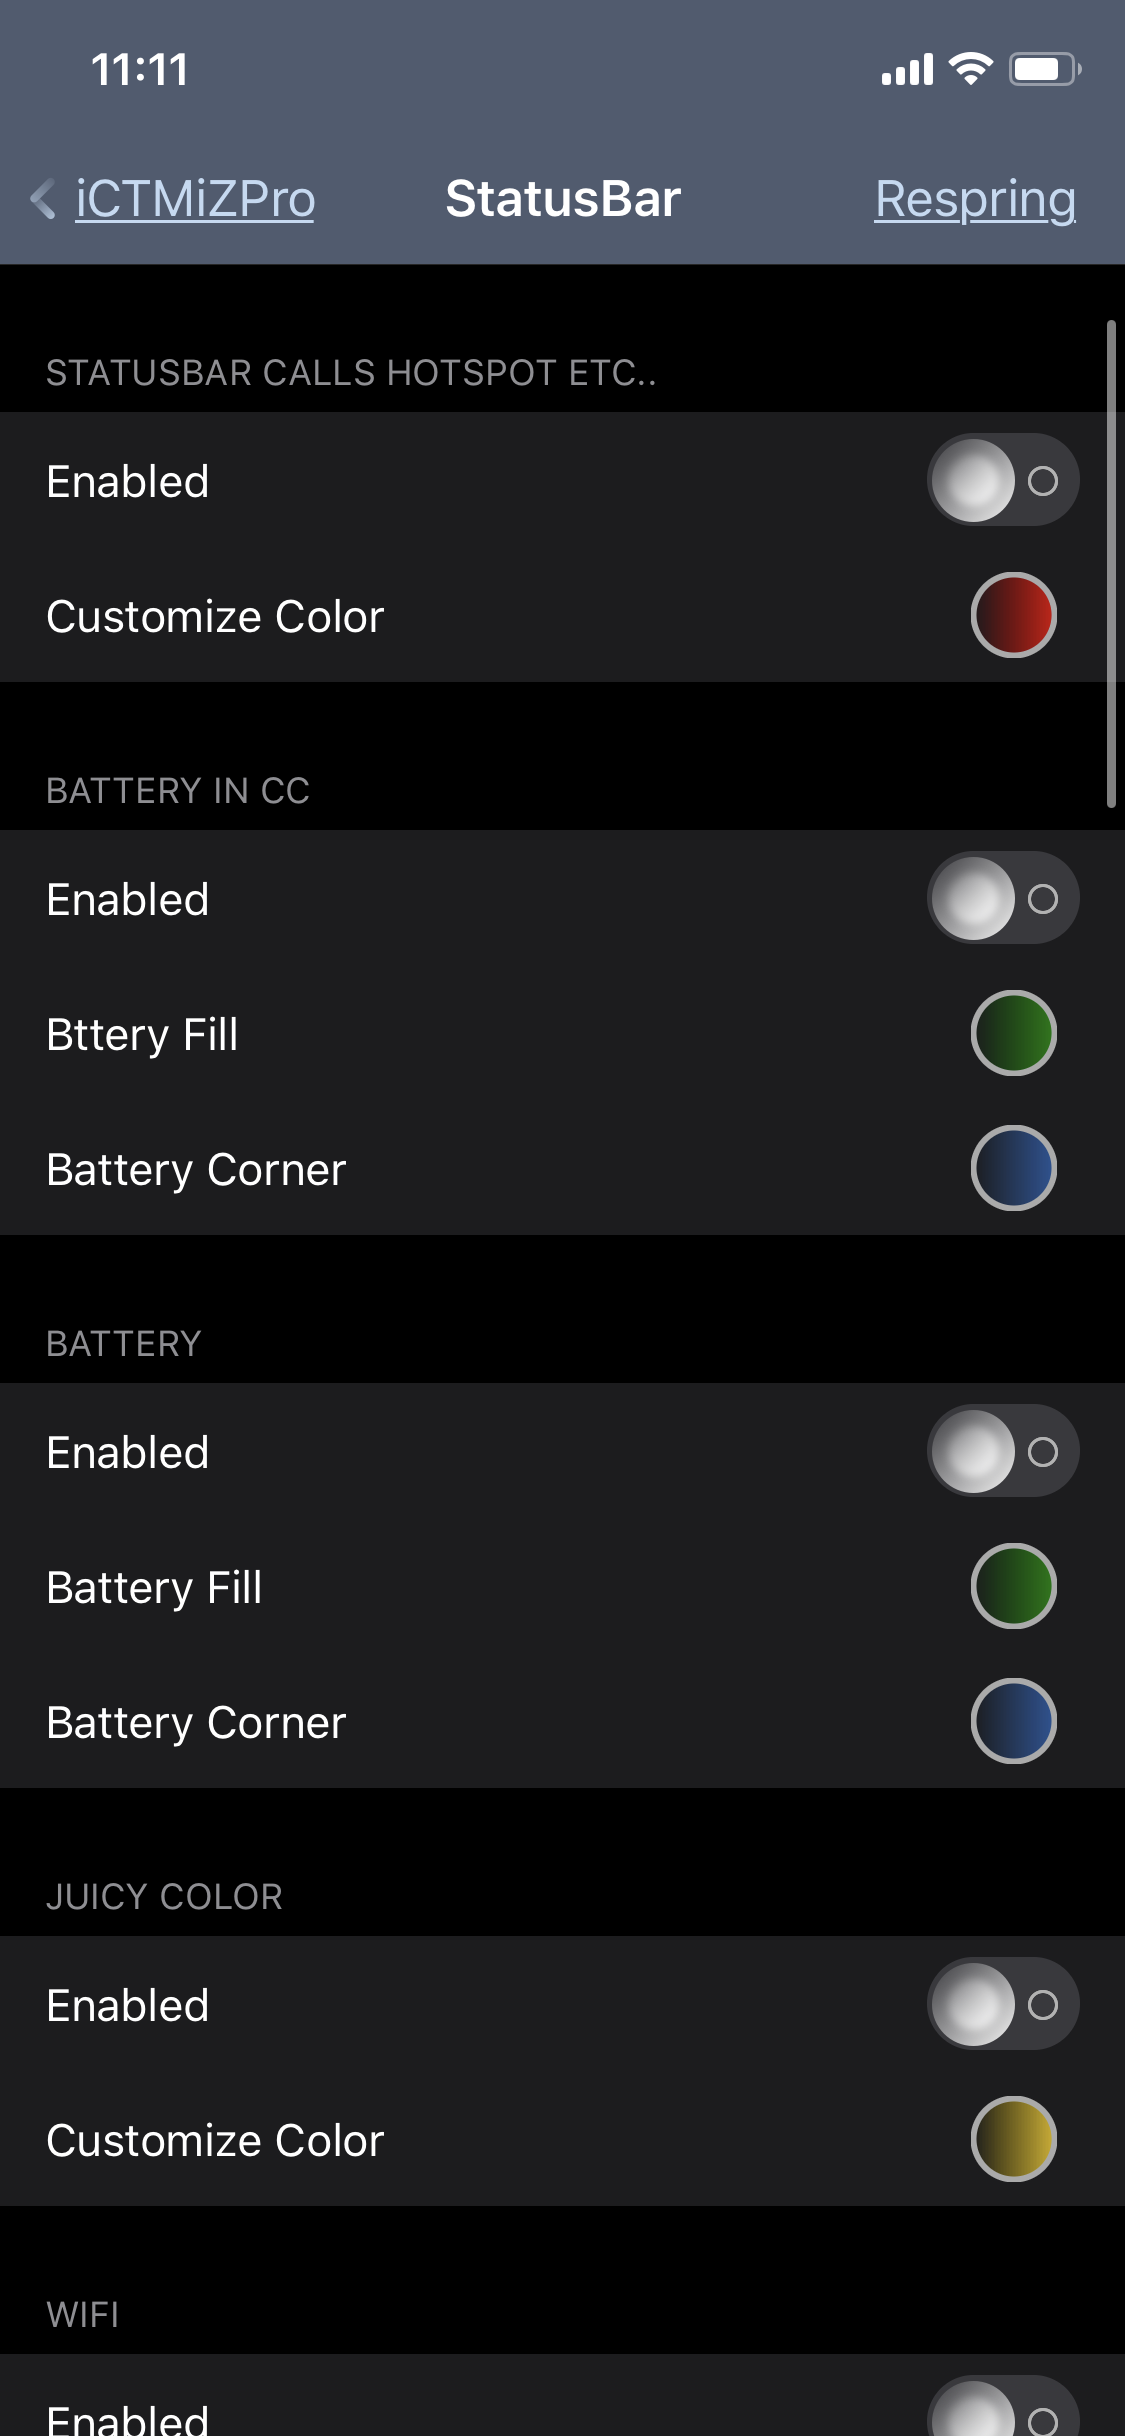 11:11
iCTMiZPro StatusBar Respring
STATUSBAR CALLS HOTSPOT ETC..
Enabled
Customize Color
BATTERY IN CC
Enabled
Bttery Fill
Battery Corner
BATTERY
Enabled
Battery Fill
Battery Corner
JUICY COLOR
Enabled
Customize Color
WIFI
Enabled